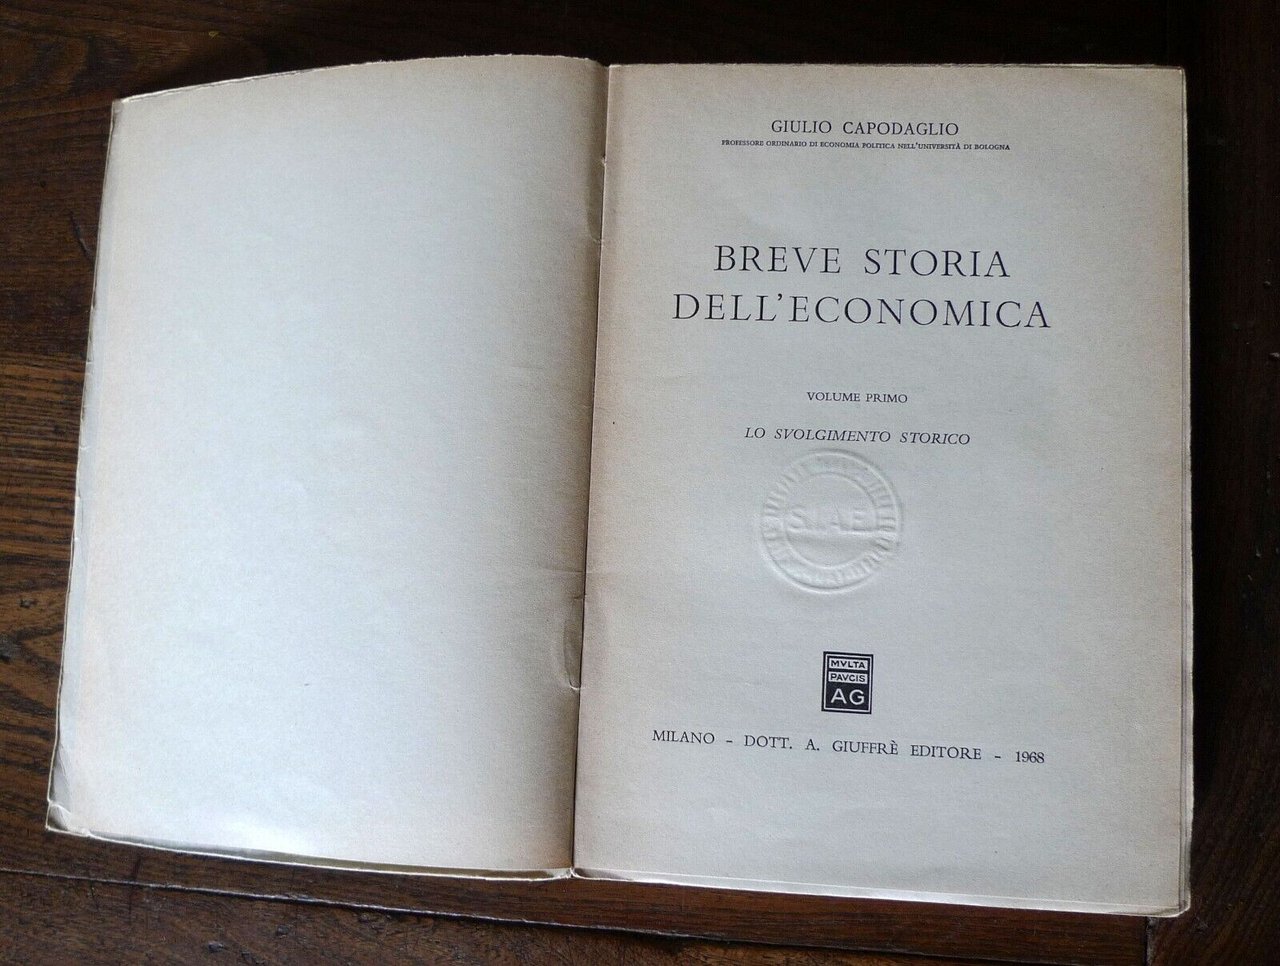 GIULIO CAPODAGLIO
PROFESSORE ORDINARIO DI ECONOMIA POLITICA NELL'UNIVERSITÀ DI BOLOGNA
BREVE STORIA
DELL'ECONOMICA
VOLUME PRIMO
LO SVOLGIMENTO STORICO
S.I.A.E.
MVLTA
PAVCIS
AG
MILANO - DOTT. A. GIUFFRÈ EDITORE - 1968